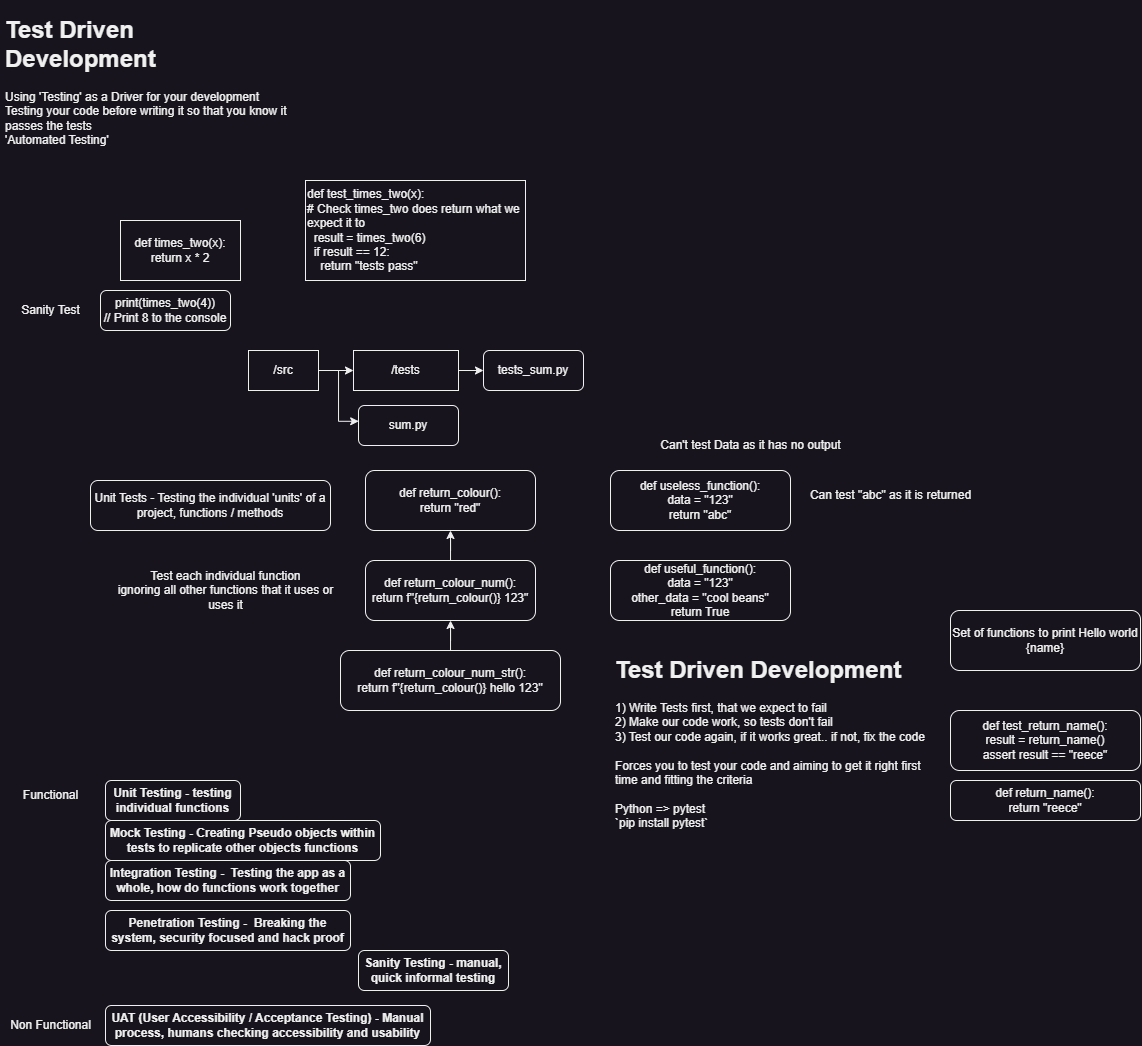 Test Driven
Development
Using 'Testing' as a Driver for your development
Testing your code before writing it so that you know it
passes the tests
'Automated Testing'
def times_two(x):
return x * 2
def test_times_two(x):
# Check times_two does return what we
expect it to
result = times_two(6)
if result == 12:
return "tests pass"
Sanity Test
print(times_two(4))
// Print 8 to the console
/src
/tests
tests_sum.py
sum.py
Can't test Data as it has no output
Unit Tests - Testing the individual 'units' of a
project, functions / methods
def return_colour():
return "red"
def useless_function():
data = "123"
return "abc"
Can test "abc" as it is returned
Test each individual function
ignoring all other functions that it uses or
uses it
def return_colour_num():
return f"{return_colour()} 123"
def useful_function():
data = "123"
other_data = "cool beans"
return True
Set of functions to print Hello world
{name}
def return_colour_num_str():
return f"{return_colour()} hello 123"
Test Driven Development
1) Write Tests first, that we expect to fail
2) Make our code work, so tests don't fail
3) Test our code again, if it works great.. if not, fix the code
Forces you to test your code and aiming to get it right first
time and fitting the criteria
Python => pytest
`pip install pytest`
def test_return_name():
result = return_name()
assert result == "reece"
def return_name():
return "reece"
Functional
Unit Testing - testing
individual functions
Mock Testing - Creating Pseudo objects within
tests to replicate other objects functions
Integration Testing - Testing the app as a
whole, how do functions work together
Penetration Testing - Breaking the
system, security focused and hack proof
Sanity Testing - manual,
quick informal testing
Non Functional
UAT (User Accessibility / Acceptance Testing) - Manual
process, humans checking accessibility and usability